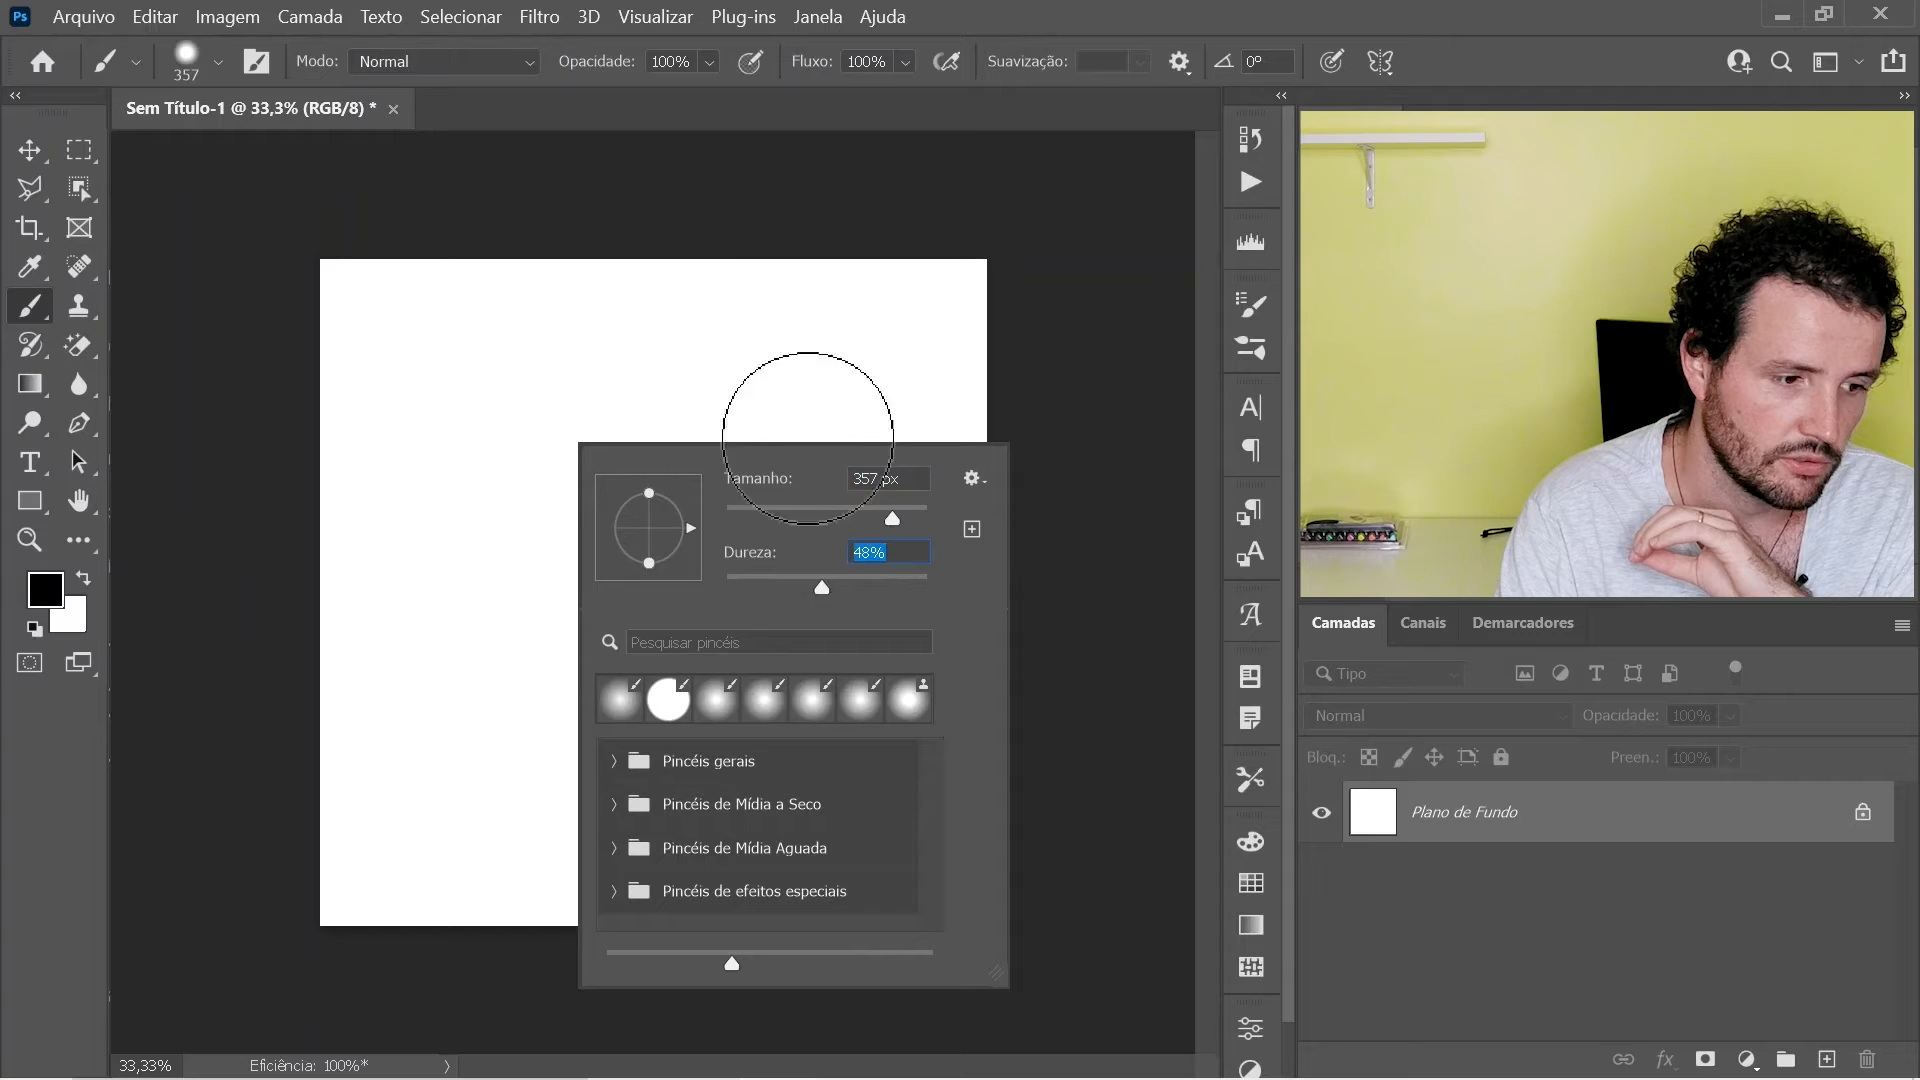 Ps Arquivo Editar Imagem Camada Texto Selecionar Filtro 3D Visualizar Plug-ins Janela Ajuda
357 Modo: Normal Opacidade: 100% Fluxo: 100% Suavização: 0°
Sem Título-1 @ 33,3% (RGB/8) *
Tamanho: 357 px
Dureza: 48%
Pesquisar pincéis
Pincéis gerais
Pincéis de Mídia a Seco
Pincéis de Mídia Aguada
Pincéis de efeitos especiais
33,33% Eficiência: 100%*
Camadas Canais Demarcadores
Tipo
Normal Opacidade: 100%
Bloq.: Preen.: 100%
Plano de Fundo